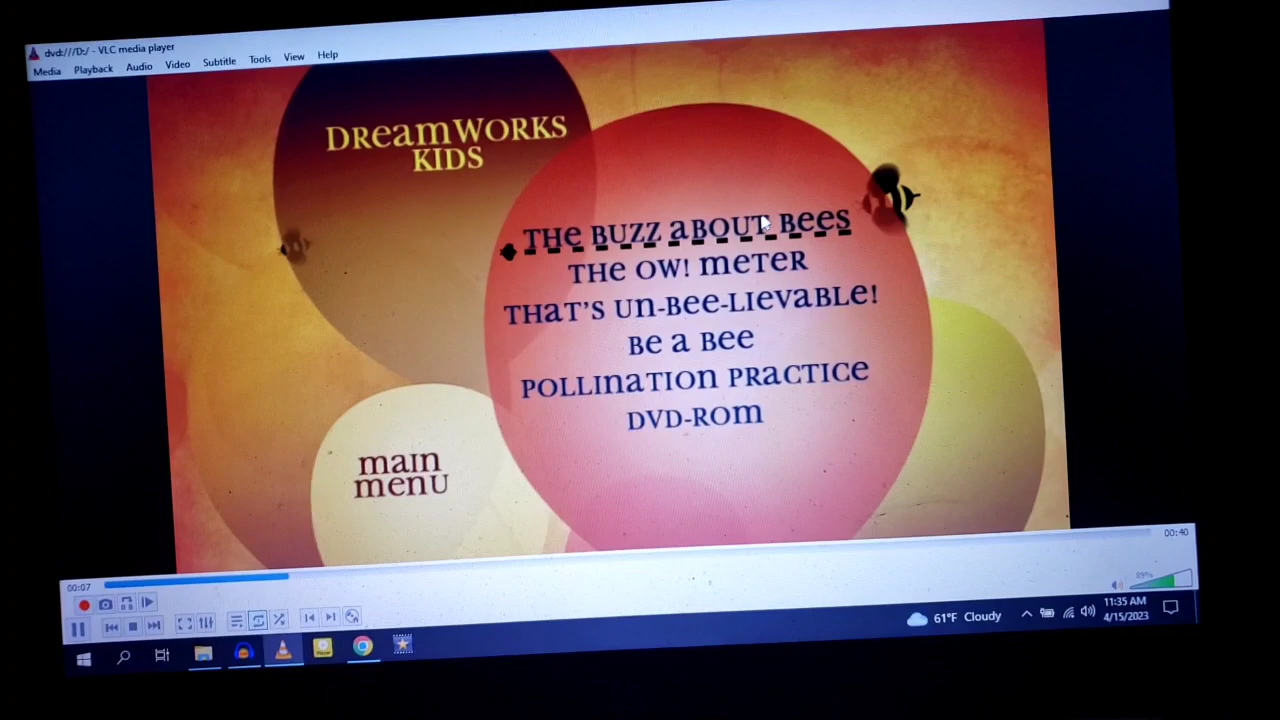 dvd:///D:/ - VLC media player
Media Playback Audio Video Subtitle Tools View Help
DReamWORKS
KIDS
THe BUZZ aBOUT Bees
THe OW! meTeR
THaT'S Un-Bee-LIevaBLe!
Be a Bee
POLLInaTIOn PRaCTICe
DVD-ROm
maIn
menU
00:07
00:40
89%
61°F Cloudy
11:35 AM
4/15/2023